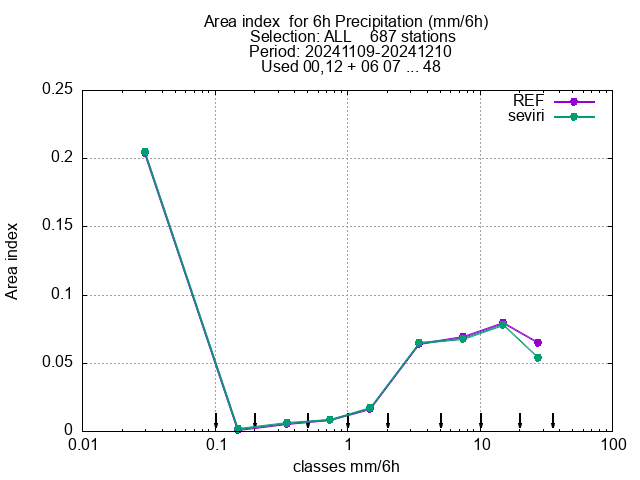 Area index  for 6h Precipitation (mm/6h)
Selection: ALL    687 stations
Period: 20241109-20241210
Used 00,12 + 06 07 ... 48
0.25
REF
seviri
0.2
0.15
0.1
0.05
0
Area index
0.01
0.1
1
10
100
classes mm/6h